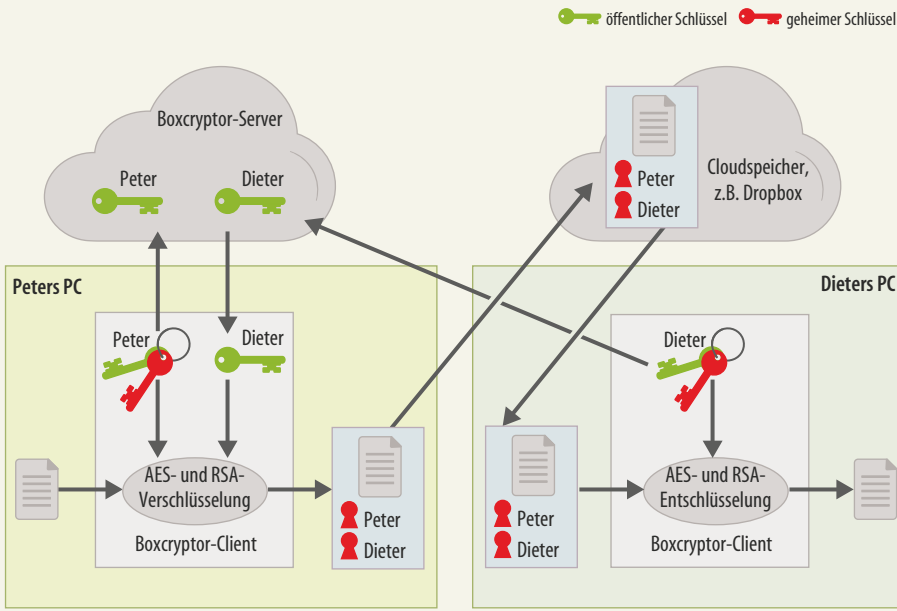 öffentlicher Schlüssel
geheimer Schlüssel
Boxcryptor-Server
Peter
Dieter
Peter
Dieter
Cloudspeicher,
z.B. Dropbox
Peters PC
Peter
Dieter
AES- und RSA-
Verschlüsselung
Boxcryptor-Client
Peter
Dieter
Dieters PC
Dieter
Peter
Dieter
AES- und RSA-
Entschlüsselung
Boxcryptor-Client